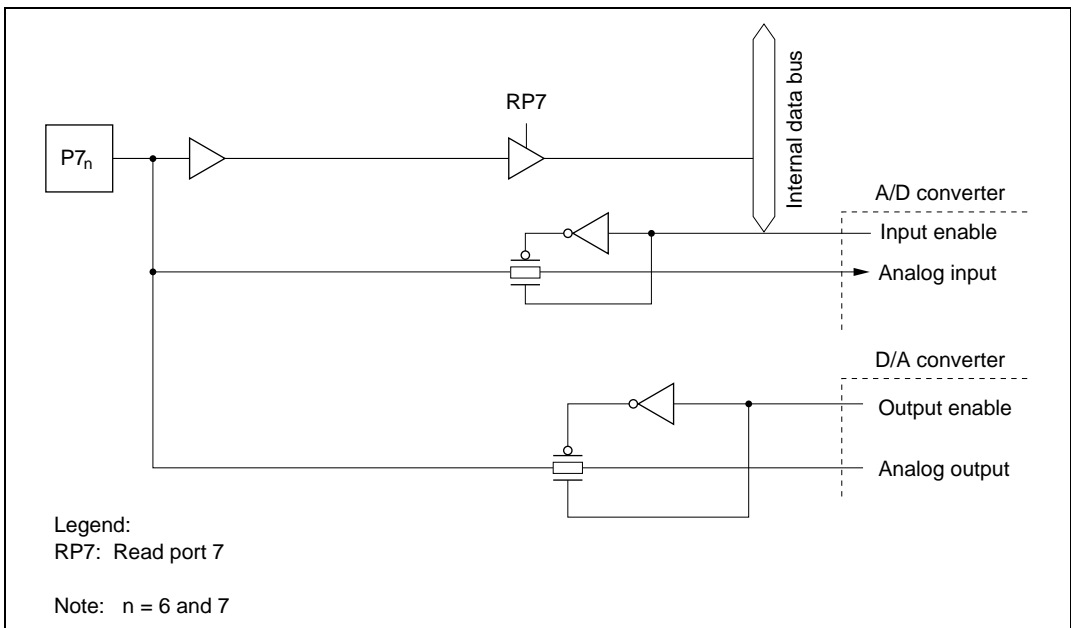 RP7
P7n
Internal data bus
A/D converter
Input enable
Analog input
D/A converter
Output enable
Analog output
Legend:
RP7: Read port 7
Note: n = 6 and 7